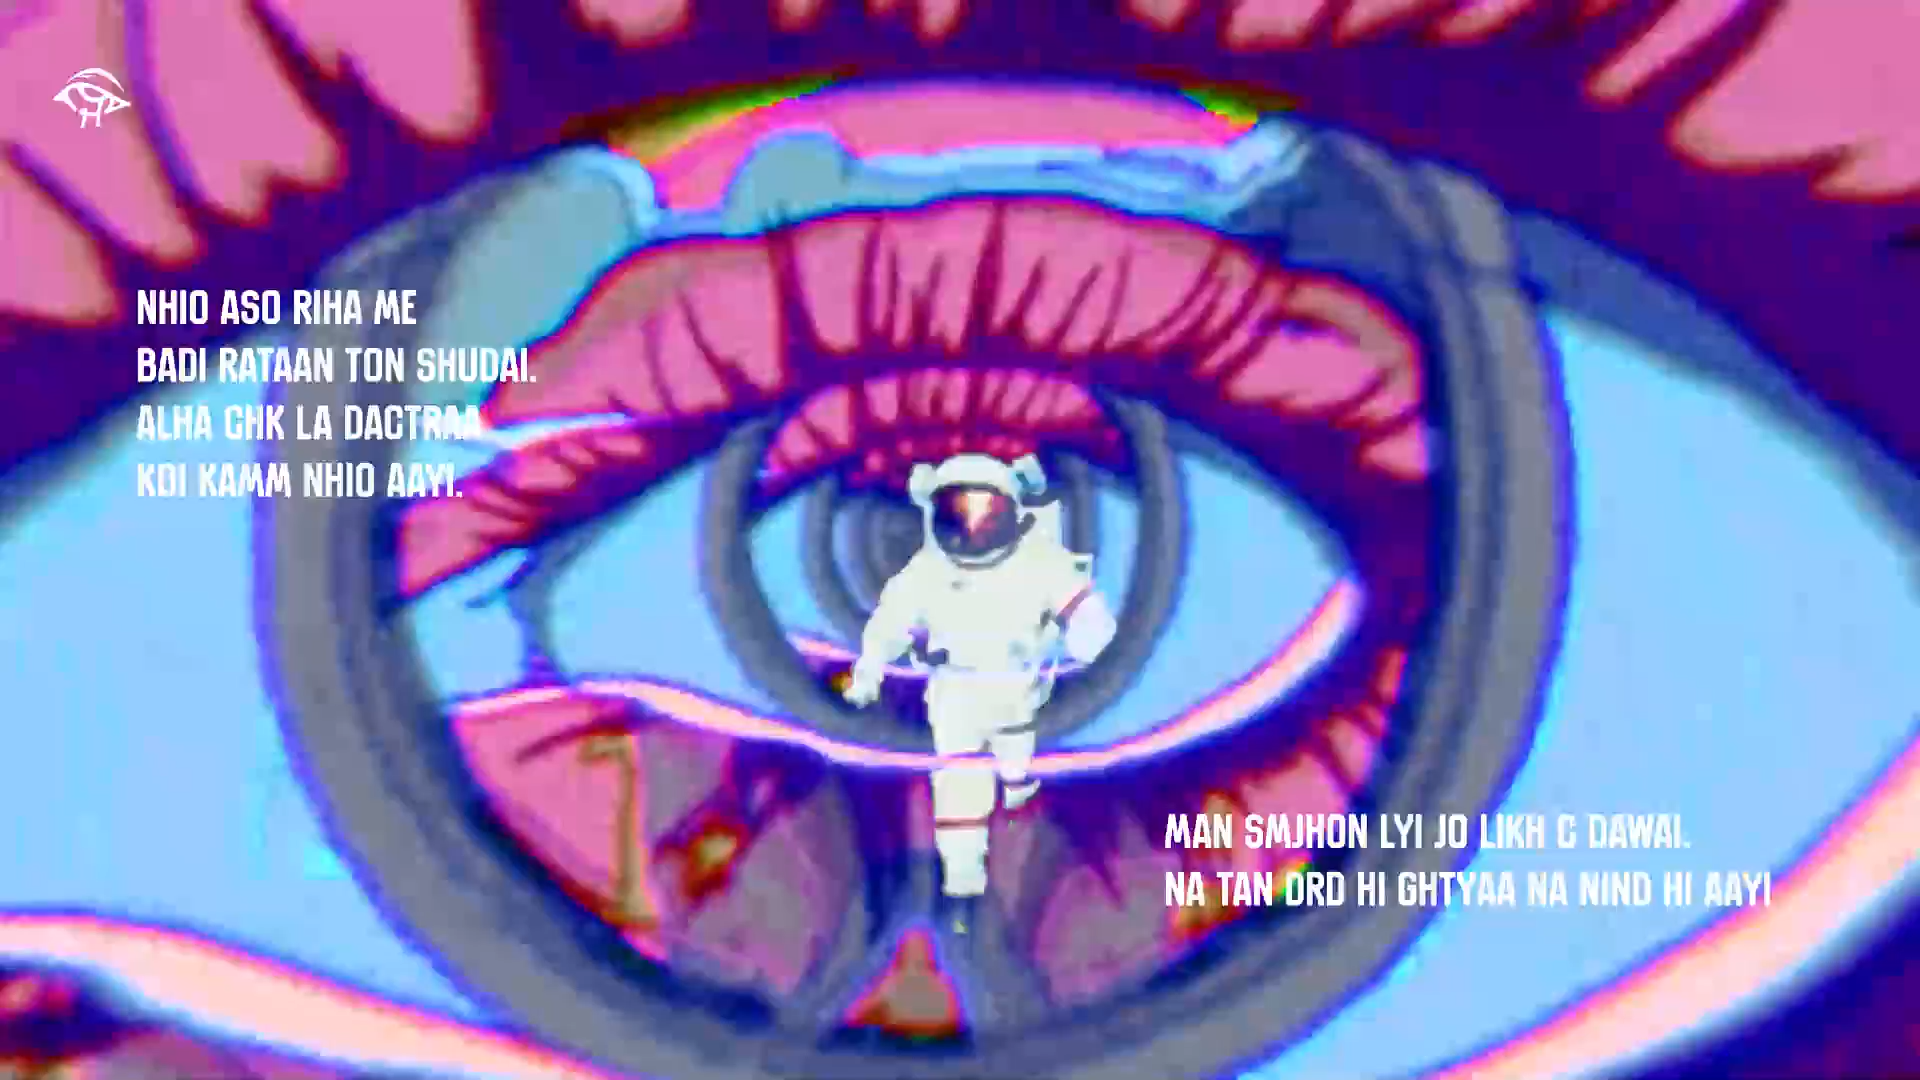 NHIO ASO RIHA ME
BADI RATAAN TON SHUDAI.
ALHA CHK LA DACTRAA
KOI KAMM NHIO AAYI.
MAN SMJHON LYI JO LIKH C DAWAI.
NA TAN DRD HI GHTYAA NA NIND HI AAYI